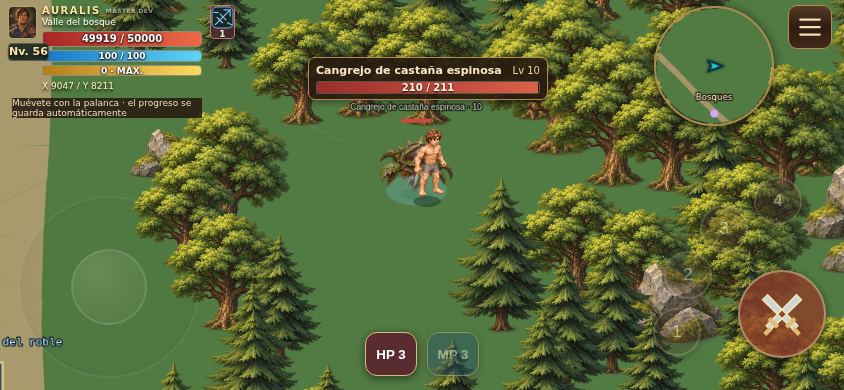 AURALIS MASTER DEV
Valle del bosque
49919 / 50000
Nv. 56
100 / 100
0 · MÁX.
X 9047 / Y 8211
Muévete con la palanca · el progreso se
guarda automáticamente
1
Cangrejo de castaña espinosa Lv 10
210 / 211
Cangrejo de castaña espinosa · 10
Bosques
4
3
2
1
del roble
HP 3
MP 3